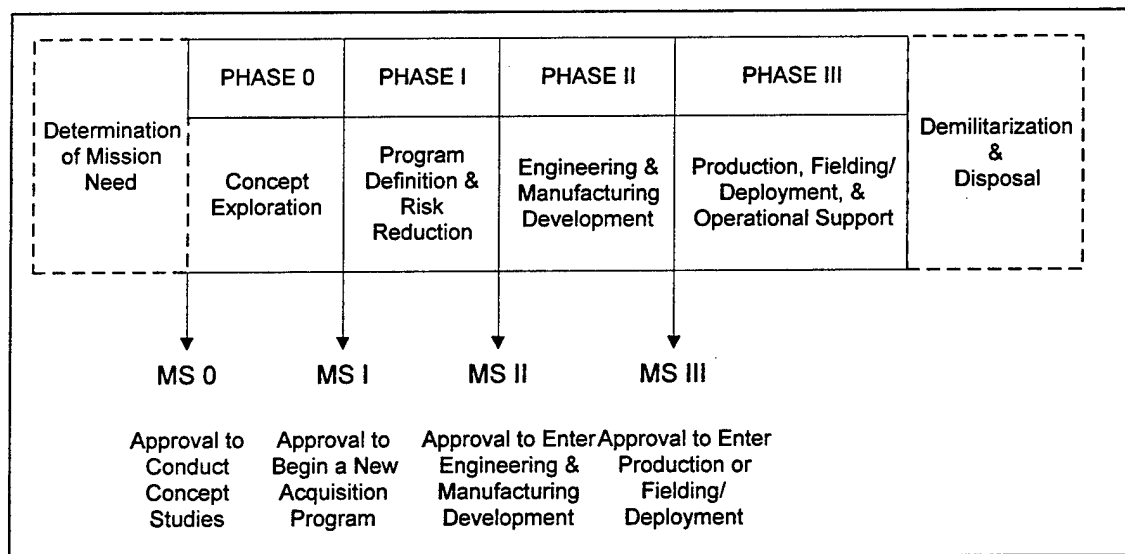 Determination
of Mission
Need
PHASE 0
Concept
Exploration
PHASE I
Program
Definition &
Risk
Reduction
PHASE II
Engineering &
Manufacturing
Development
PHASE III
Production, Fielding/
Deployment, &
Operational Support
Demilitarization
&
Disposal
MS 0
Approval to
Conduct
Concept
Studies
MS I
Approval to
Begin a New
Acquisition
Program
MS II
Approval to Enter
Engineering &
Manufacturing
Development
MS III
Approval to Enter
Production or
Fielding/
Deployment